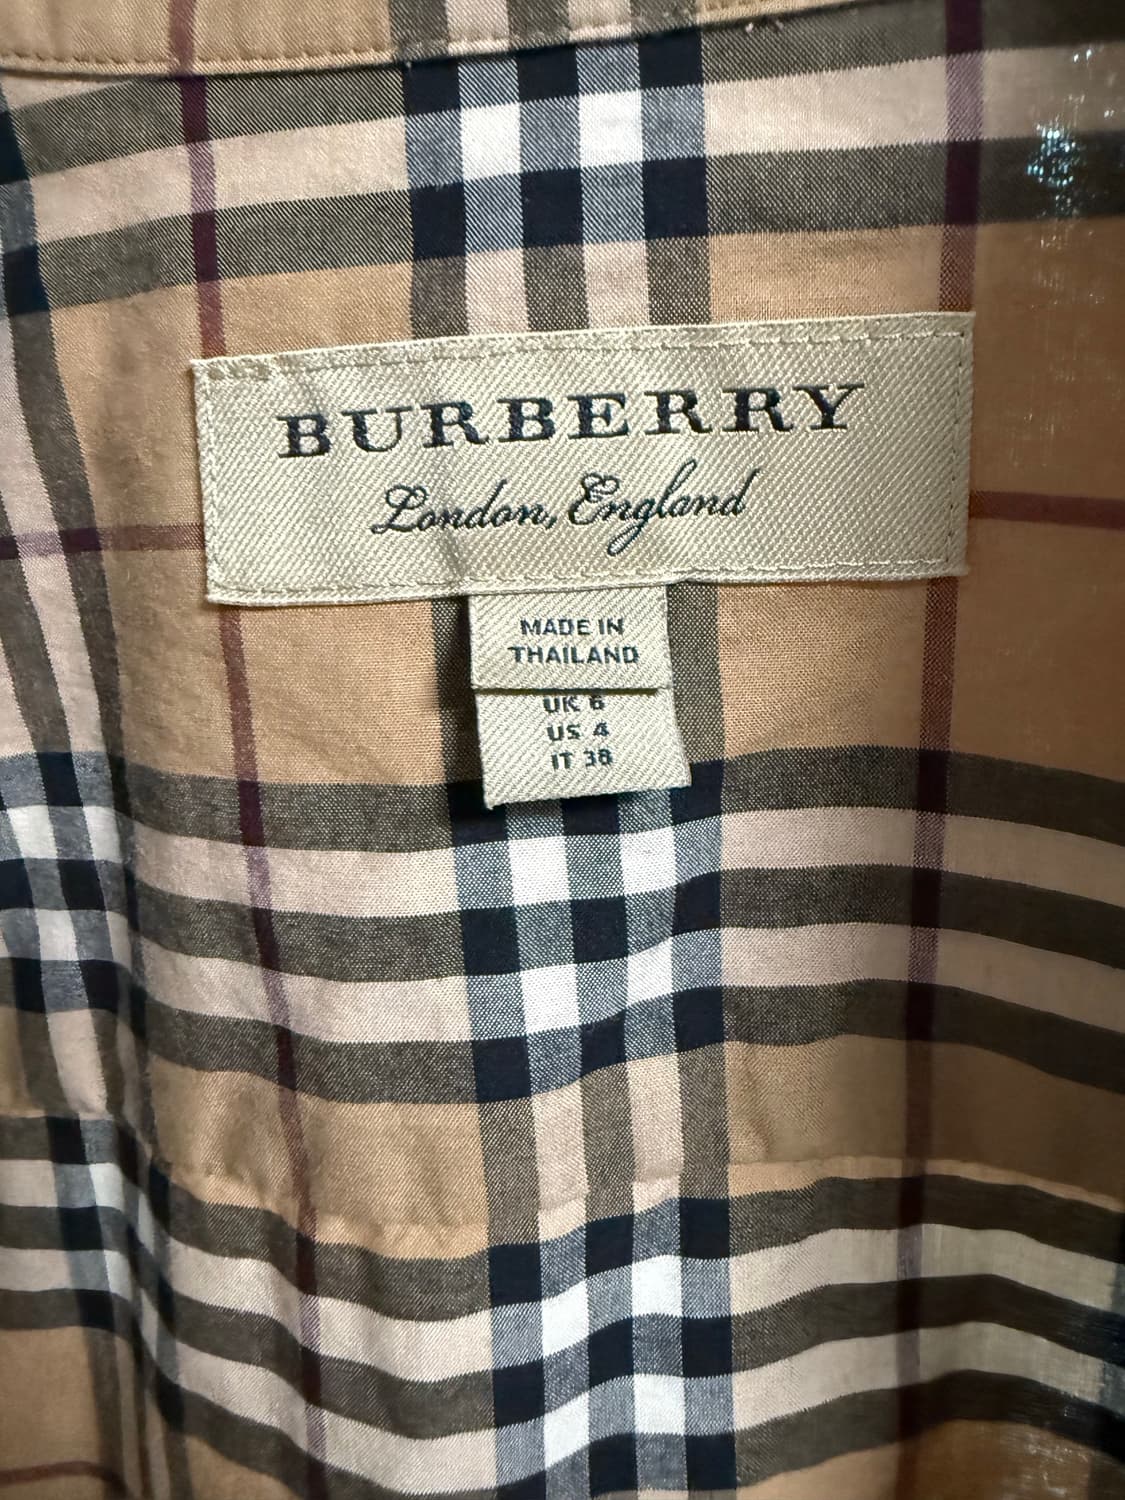 BURBERRY
London, England
MADE IN
THAILAND
UK 6
US 4
IT 38